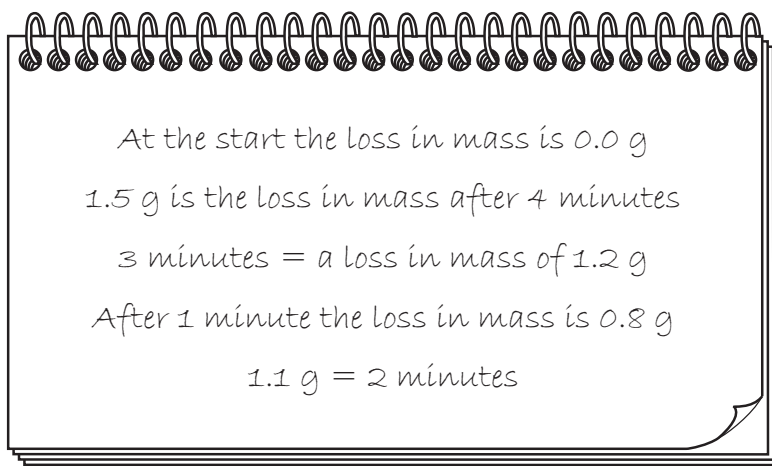 At the start the loss in mass is 0.0 g
1.5 g is the loss in mass after 4 minutes
3 minutes = a loss in mass of 1.2 g
After 1 minute the loss in mass is 0.8 g
1.1 g = 2 minutes